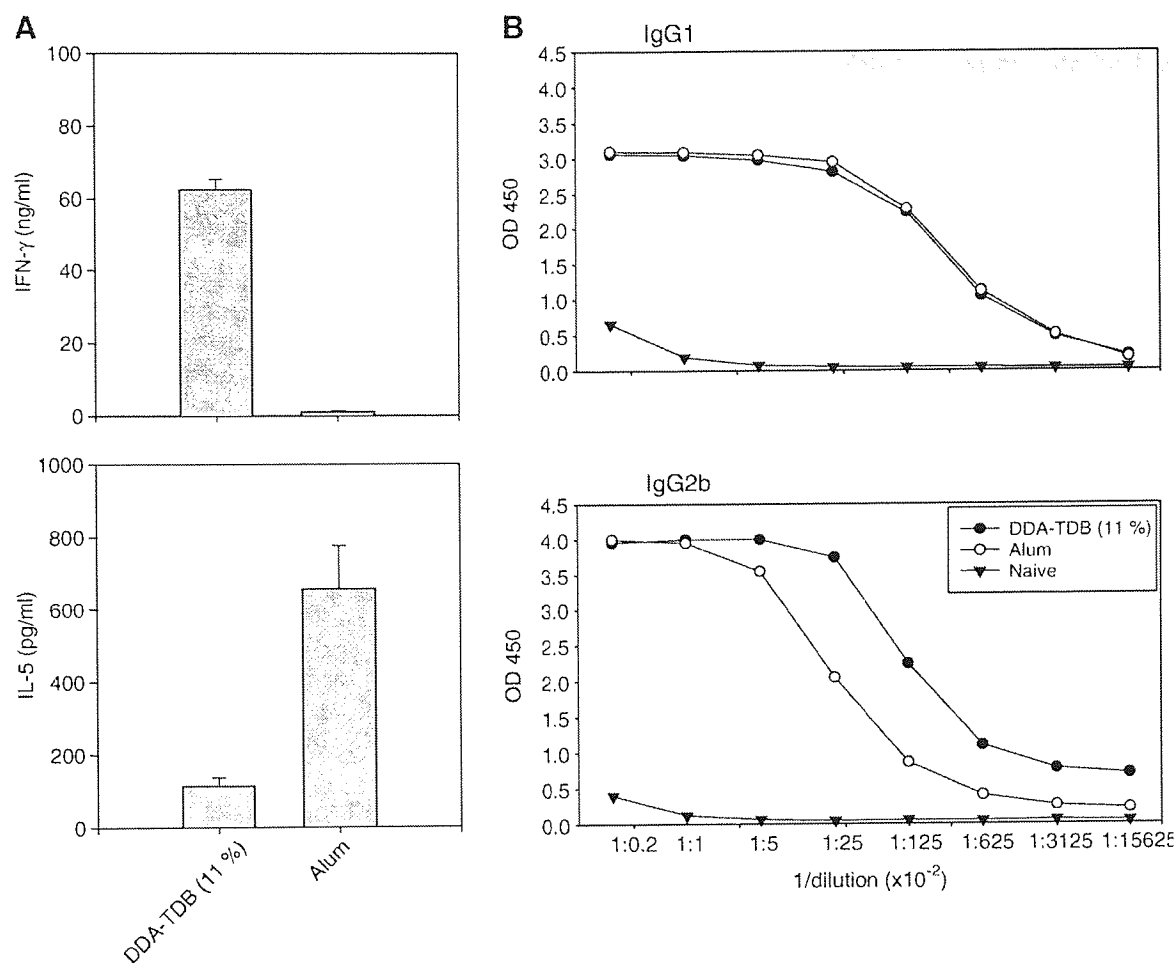 A
100
80
60
40
20
0
IFN-γ (ng/ml)
1000
800
600
400
200
0
IL-5 (pg/ml)
DDA-TDB (11 %)
Alum
B
IgG1
4.5
4.0
3.5
3.0
2.5
2.0
1.5
1.0
0.5
0.0
OD 450
IgG2b
4.5
4.0
3.5
3.0
2.5
2.0
1.5
1.0
0.5
0.0
OD 450
DDA-TDB (11 %)
Alum
Naive
1:0.2 1:1 1:5 1:25 1:125 1:625 1:3125 1:15625
1/dilution (x10⁻²)